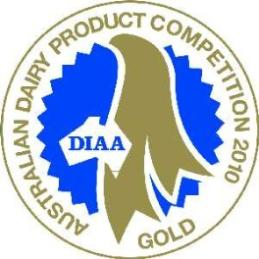 AUSTRALIAN DAIRY PRODUCT COMPETITION 2010
DIAA
GOLD